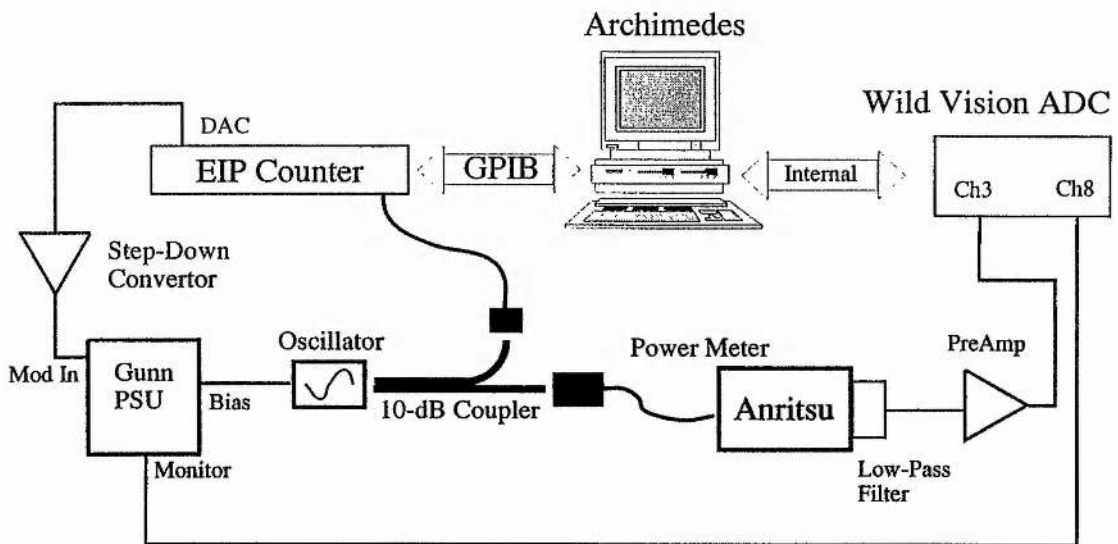 Archimedes
Wild Vision ADC
DAC
EIP Counter
GPIB
Internal
Ch3
Ch8
Step-Down
Convertor
Oscillator
Power Meter
PreAmp
Mod In
Gunn
PSU
Bias
10-dB Coupler
Anritsu
Monitor
Low-Pass
Filter